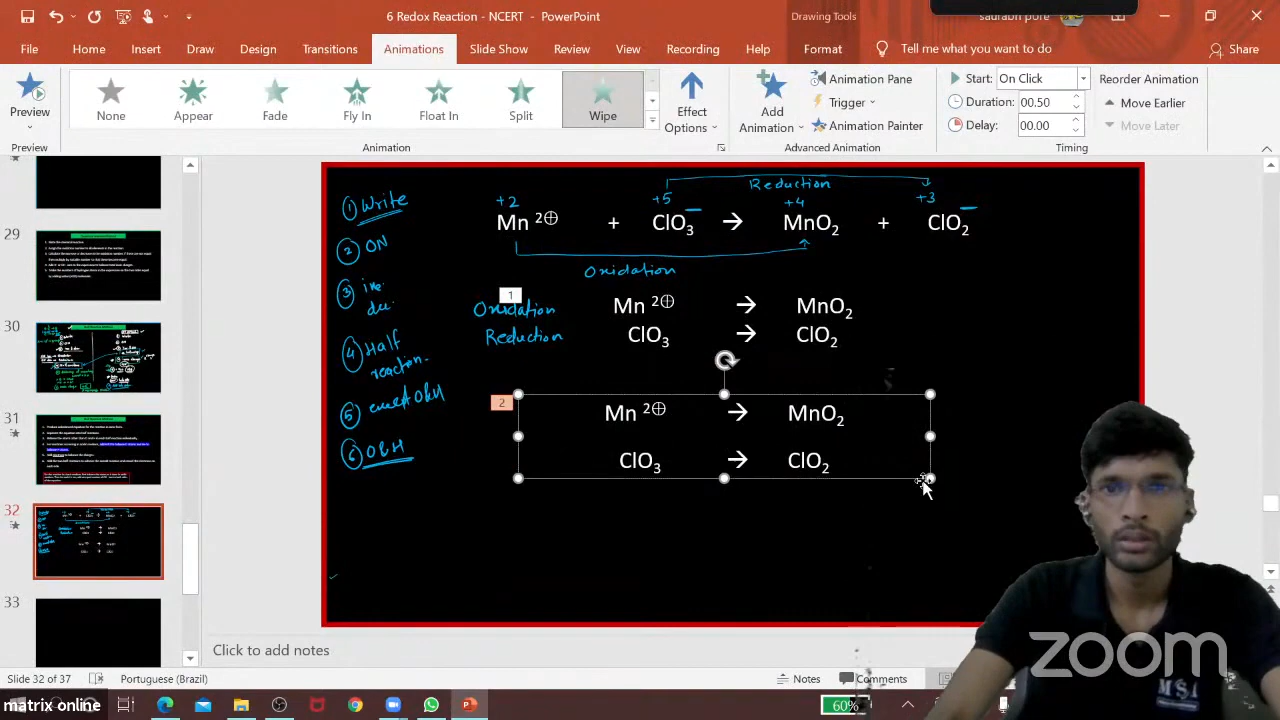 6 Redox Reaction - NCERT - PowerPoint
Drawing Tools
saurabh pore
File Home Insert Draw Design Transitions Animations Slide Show Review View Recording Help Format Tell me what you want to do Share
Preview
None Appear Fade Fly In Float In Split Wipe
Effect Options
Add Animation
Animation Pane
Trigger
Animation Painter
Start: On Click
Duration: 00.50
Delay: 00.00
Reorder Animation
Move Earlier
Move Later
Preview Animation Advanced Animation Timing
29
30
31
32
33
① Write
② ON
③ inc.
dec.
④ Half
reaction.
⑥ O&H
Reduction
+2 +5 +4 +3
Mn 2⊕ + ClO3 → MnO2 + ClO2
Oxidation
1
Oxidation Mn 2⊕ → MnO2
Reduction ClO3 → ClO2
2
Mn 2⊕ → MnO2
ClO3 → ClO2
Click to add notes
Slide 32 of 37 Portuguese (Brazil) Notes Comments
zoom
MSA
matrix online
60%